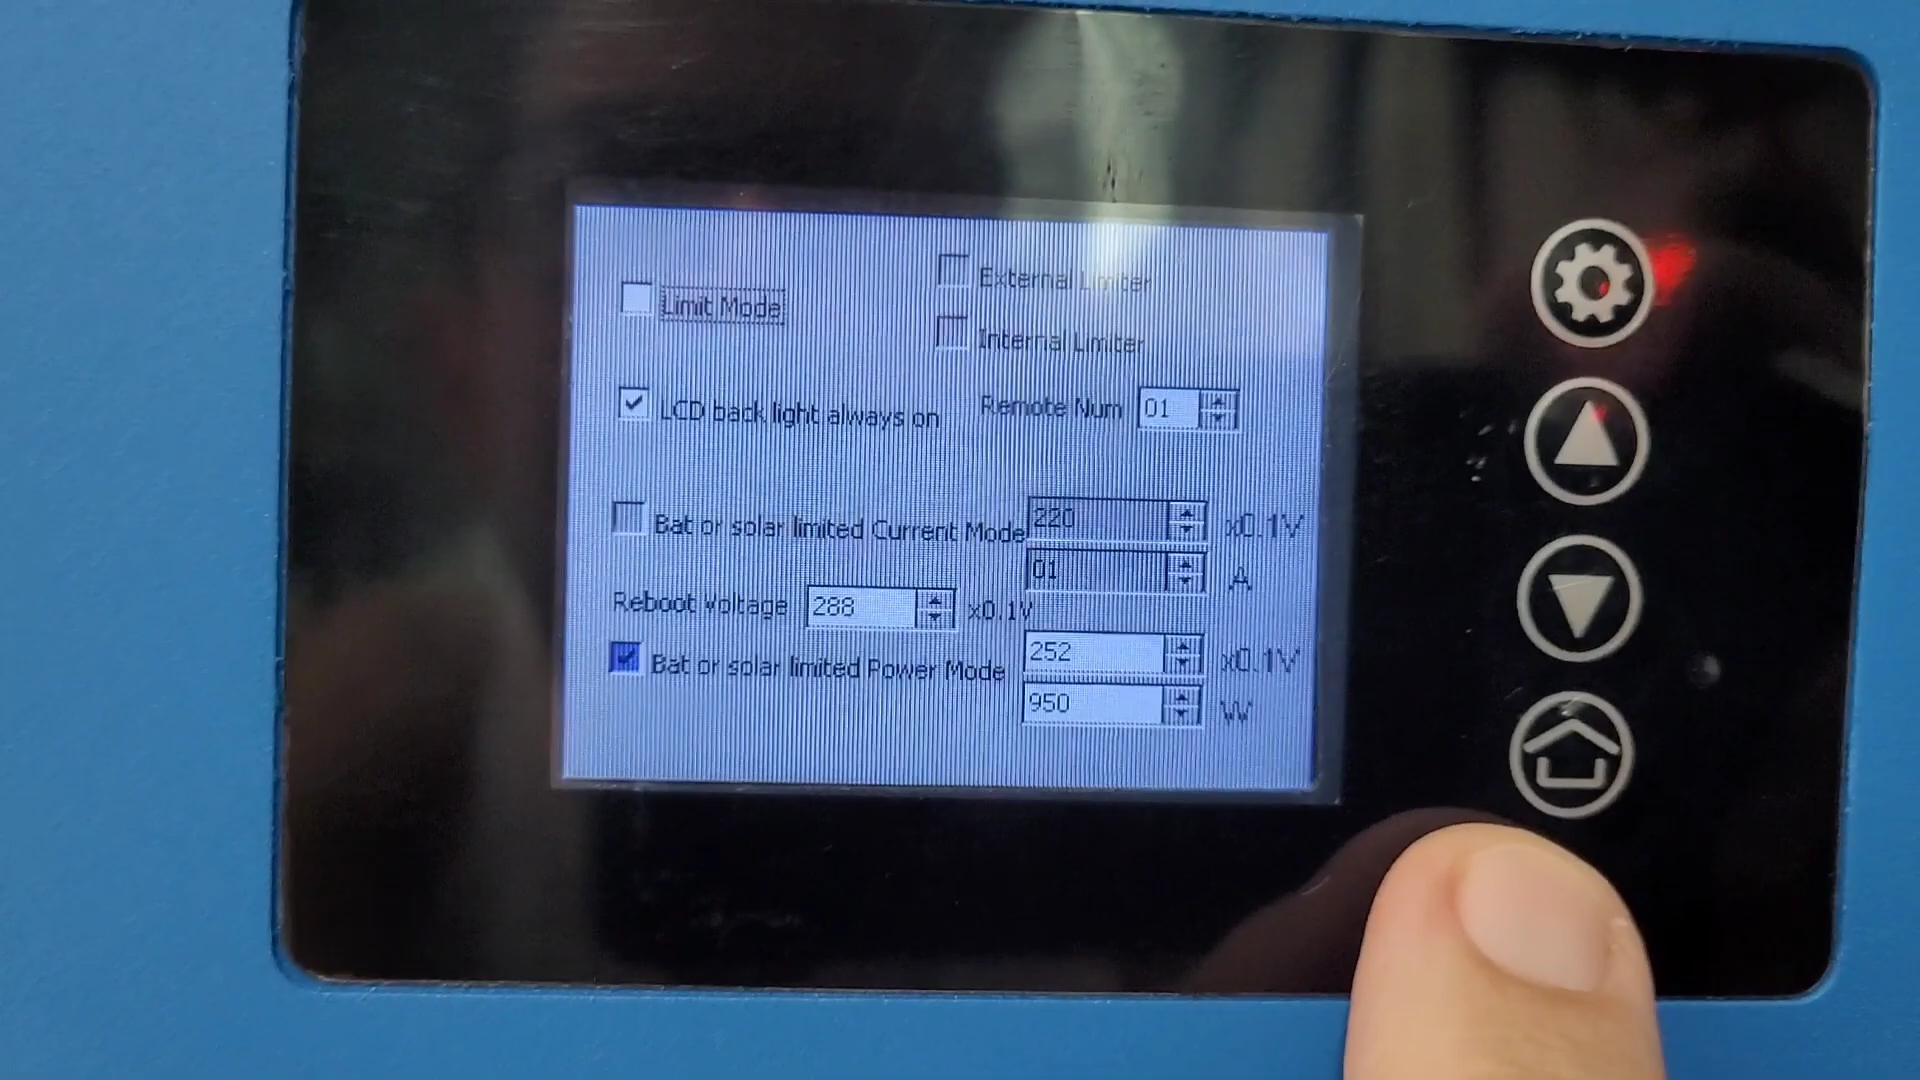 External Limiter
Limit Mode
Internal Limiter
LCD back light always on
Remote Num 01
Bat or solar limited Current Mode 220 x0.1V
01 A
Reboot Voltage 288 x0.1V
Bat or solar limited Power Mode 252 x0.1V
950 W